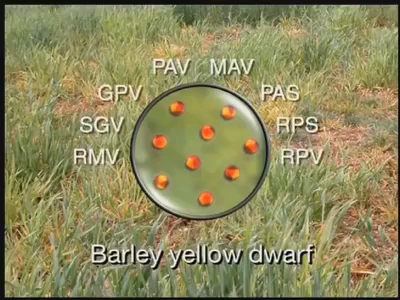 PAV MAV
GPV PAS
SGV RPS
RMV RPV
Barley yellow dwarf